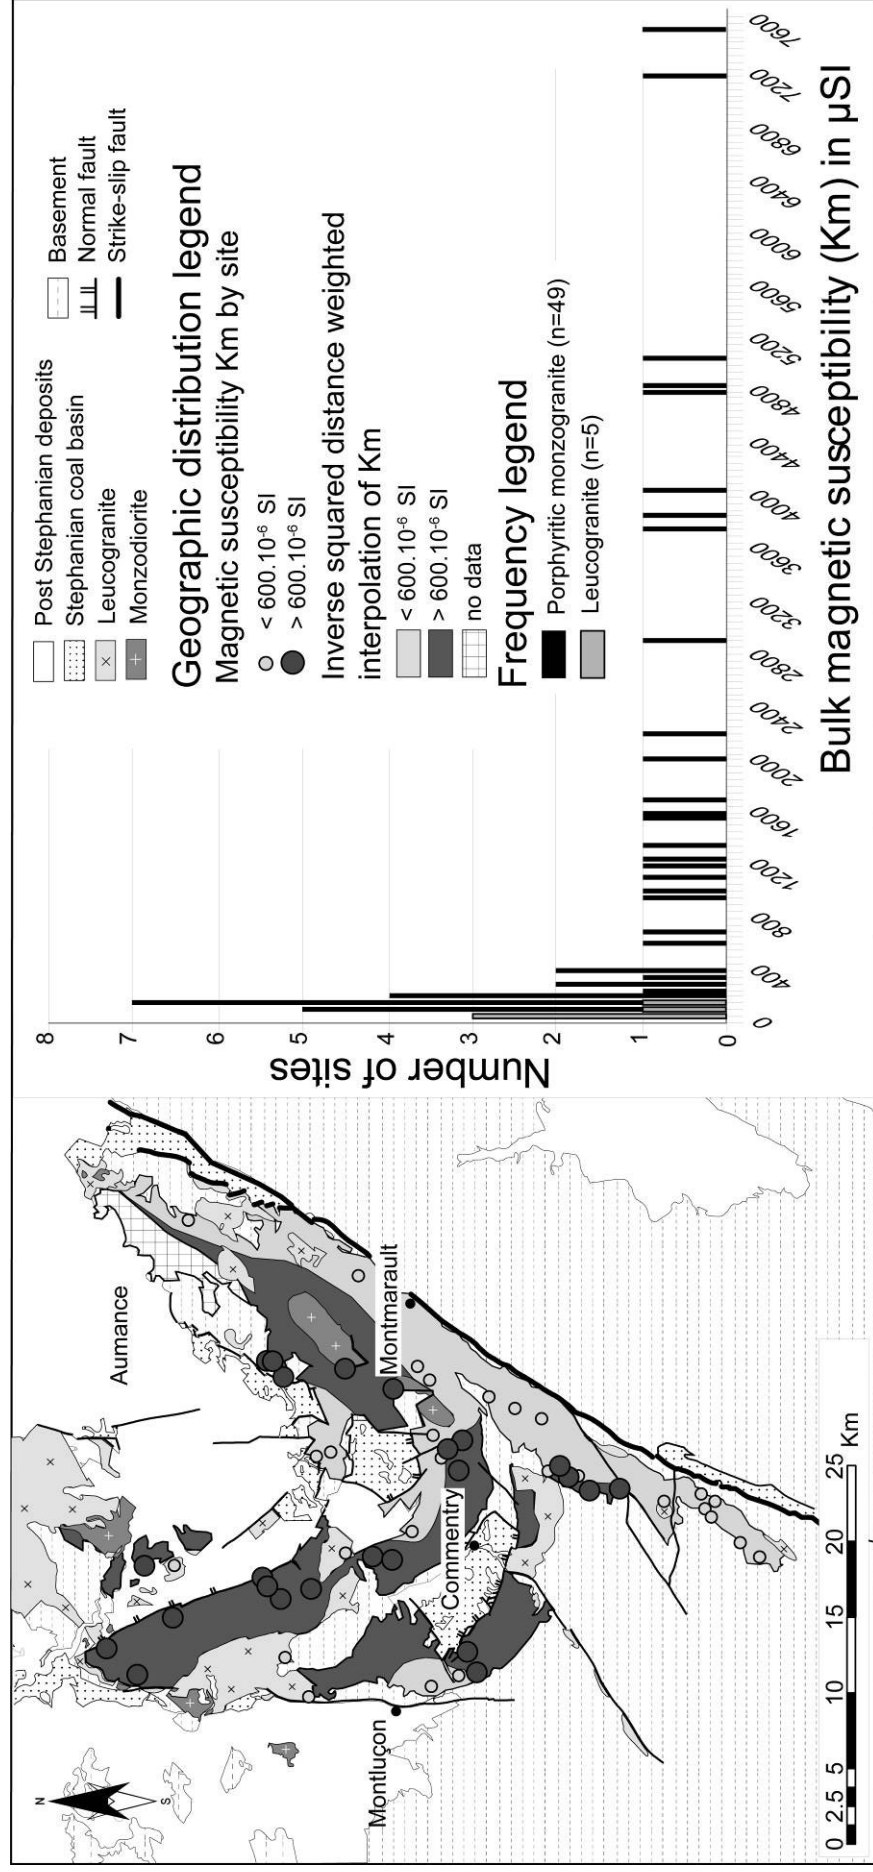 N
S
Aumance
Montluçon
Commentry
Montmarault
0 2.5 5 10 15 20 25
Km
Number of sites
8
7
6
5
4
3
2
1
0
0 400 800 1200 1600 2000 2400 2800 3200 3600 4000 4400 4800 5200 5600 6000 6400 6800 7200 7600
Bulk magnetic susceptibility (Km) in µSI
Post Stephanian deposits
Stephanian coal basin
Leucogranite
Monzodiorite
Basement
Normal fault
Strike-slip fault
Geographic distribution legend
Magnetic susceptibility Km by site
< 600.10⁻⁶ SI
> 600.10⁻⁶ SI
Inverse squared distance weighted
interpolation of Km
< 600.10⁻⁶ SI
> 600.10⁻⁶ SI
no data
Frequency legend
Porphyritic monzogranite (n=49)
Leucogranite (n=5)